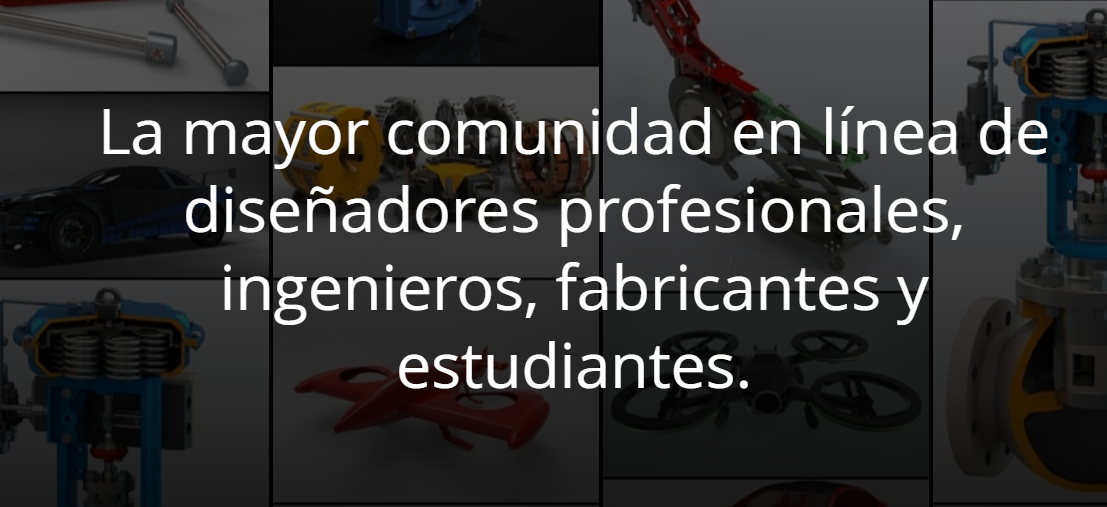 La mayor comunidad en línea de
diseñadores profesionales,
ingenieros, fabricantes y
estudiantes.